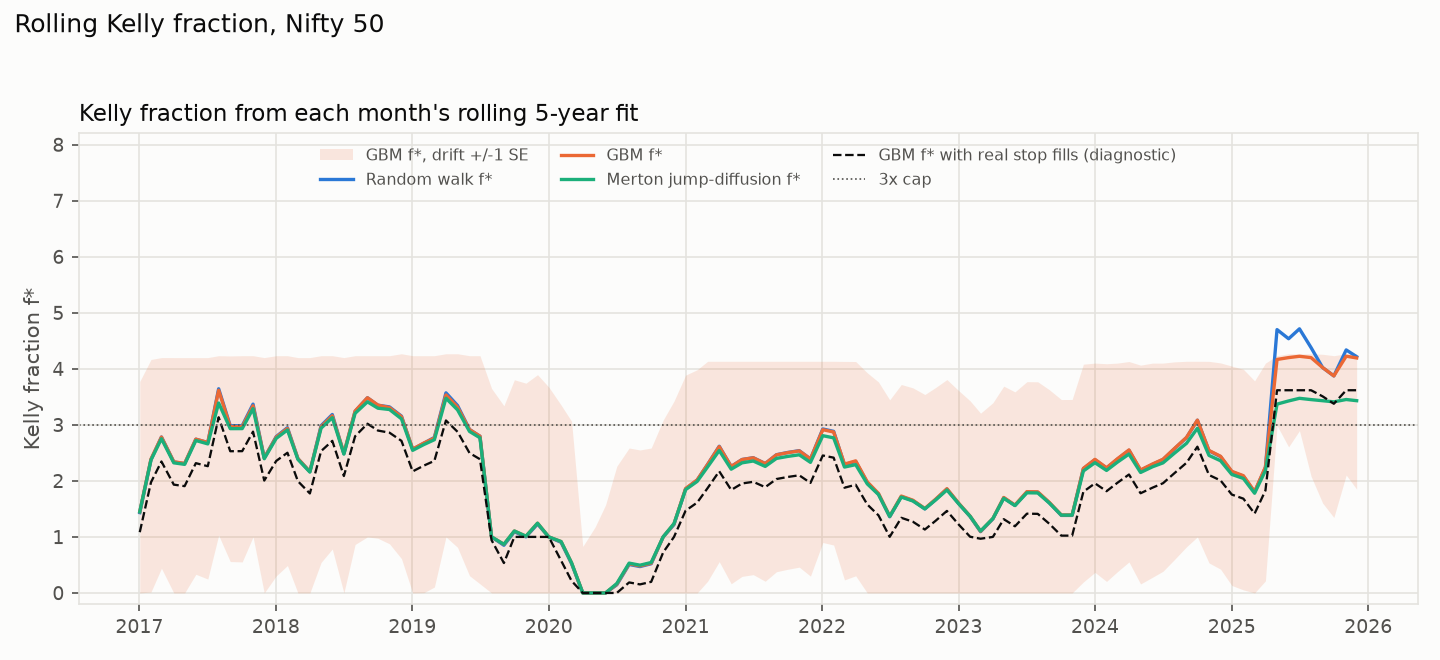 Rolling Kelly fraction, Nifty 50
Kelly fraction from each month's rolling 5-year fit
GBM f*, drift +/-1 SE
GBM f*
GBM f* with real stop fills (diagnostic)
Random walk f*
Merton jump-diffusion f*
3x cap
Kelly fraction f*
8
7
6
5
4
3
2
1
0
2017 2018 2019 2020 2021 2022 2023 2024 2025 2026